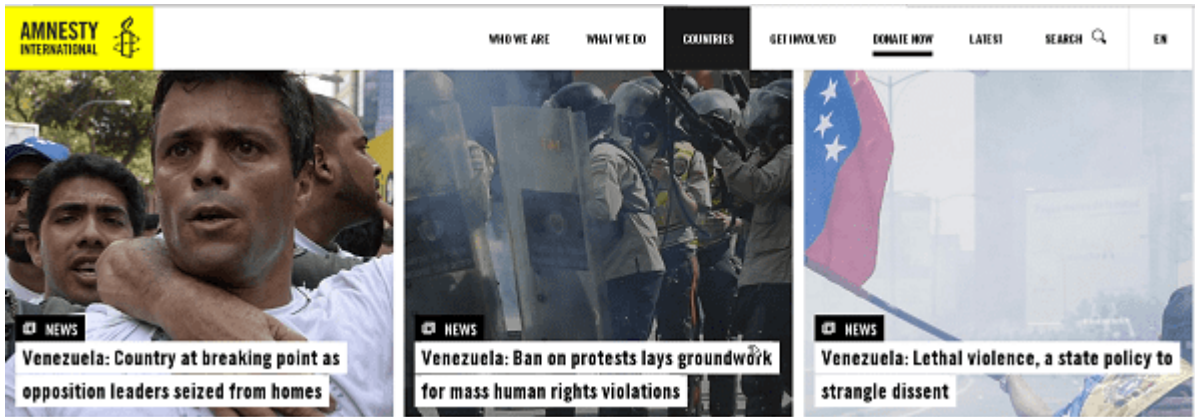 AMNESTY
INTERNATIONAL
WHO WE ARE
WHAT WE DO
COUNTRIES
GET INVOLVED
DONATE NOW
LATEST
SEARCH
EN
NEWS
Venezuela: Country at breaking point as
opposition leaders seized from homes
NEWS
Venezuela: Ban on protests lays groundwork
for mass human rights violations
NEWS
Venezuela: Lethal violence, a state policy to
strangle dissent